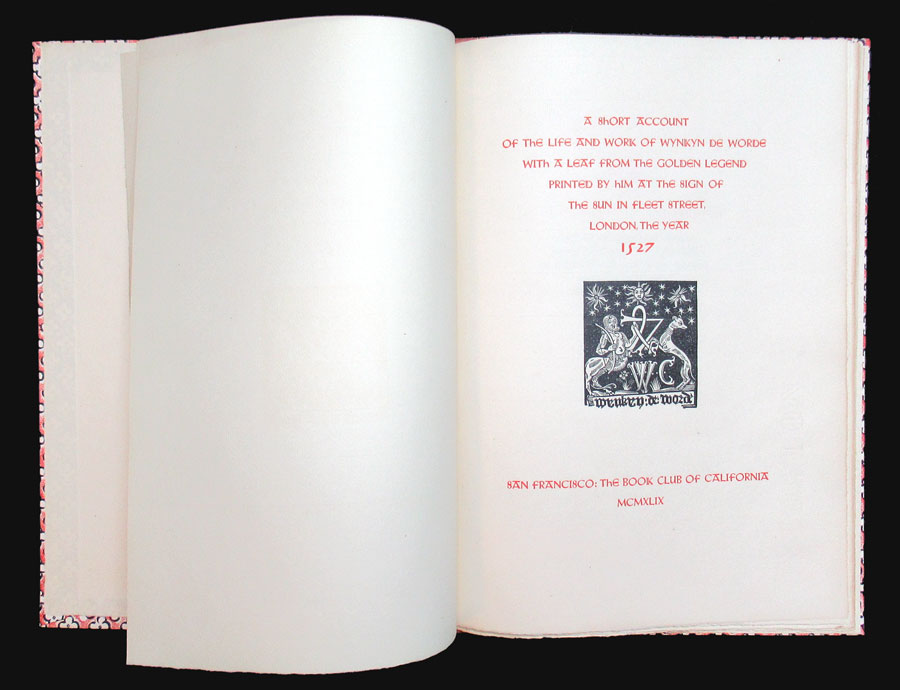 A SHORT ACCOUNT
OF THE LIFE AND WORK OF WYNKYN DE WORDE
WITH A LEAF FROM THE GOLDEN LEGEND
PRINTED BY HIM AT THE SIGN OF
THE SUN IN FLEET STREET,
LONDON, THE YEAR
1527
W C
wynkyn : de worde
SAN FRANCISCO: THE BOOK CLUB OF CALIFORNIA
MCMXLIX